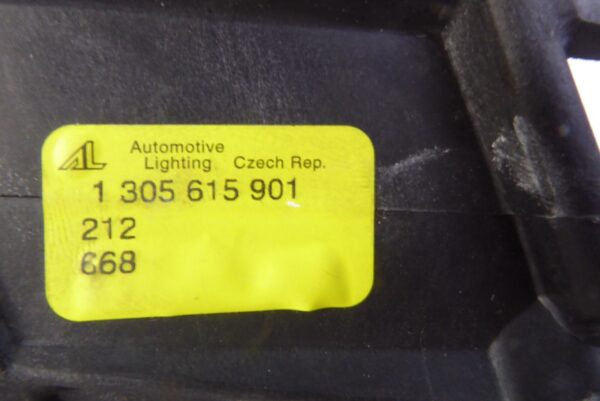 AL Automotive
Lighting Czech Rep.
1 305 615 901
212
668